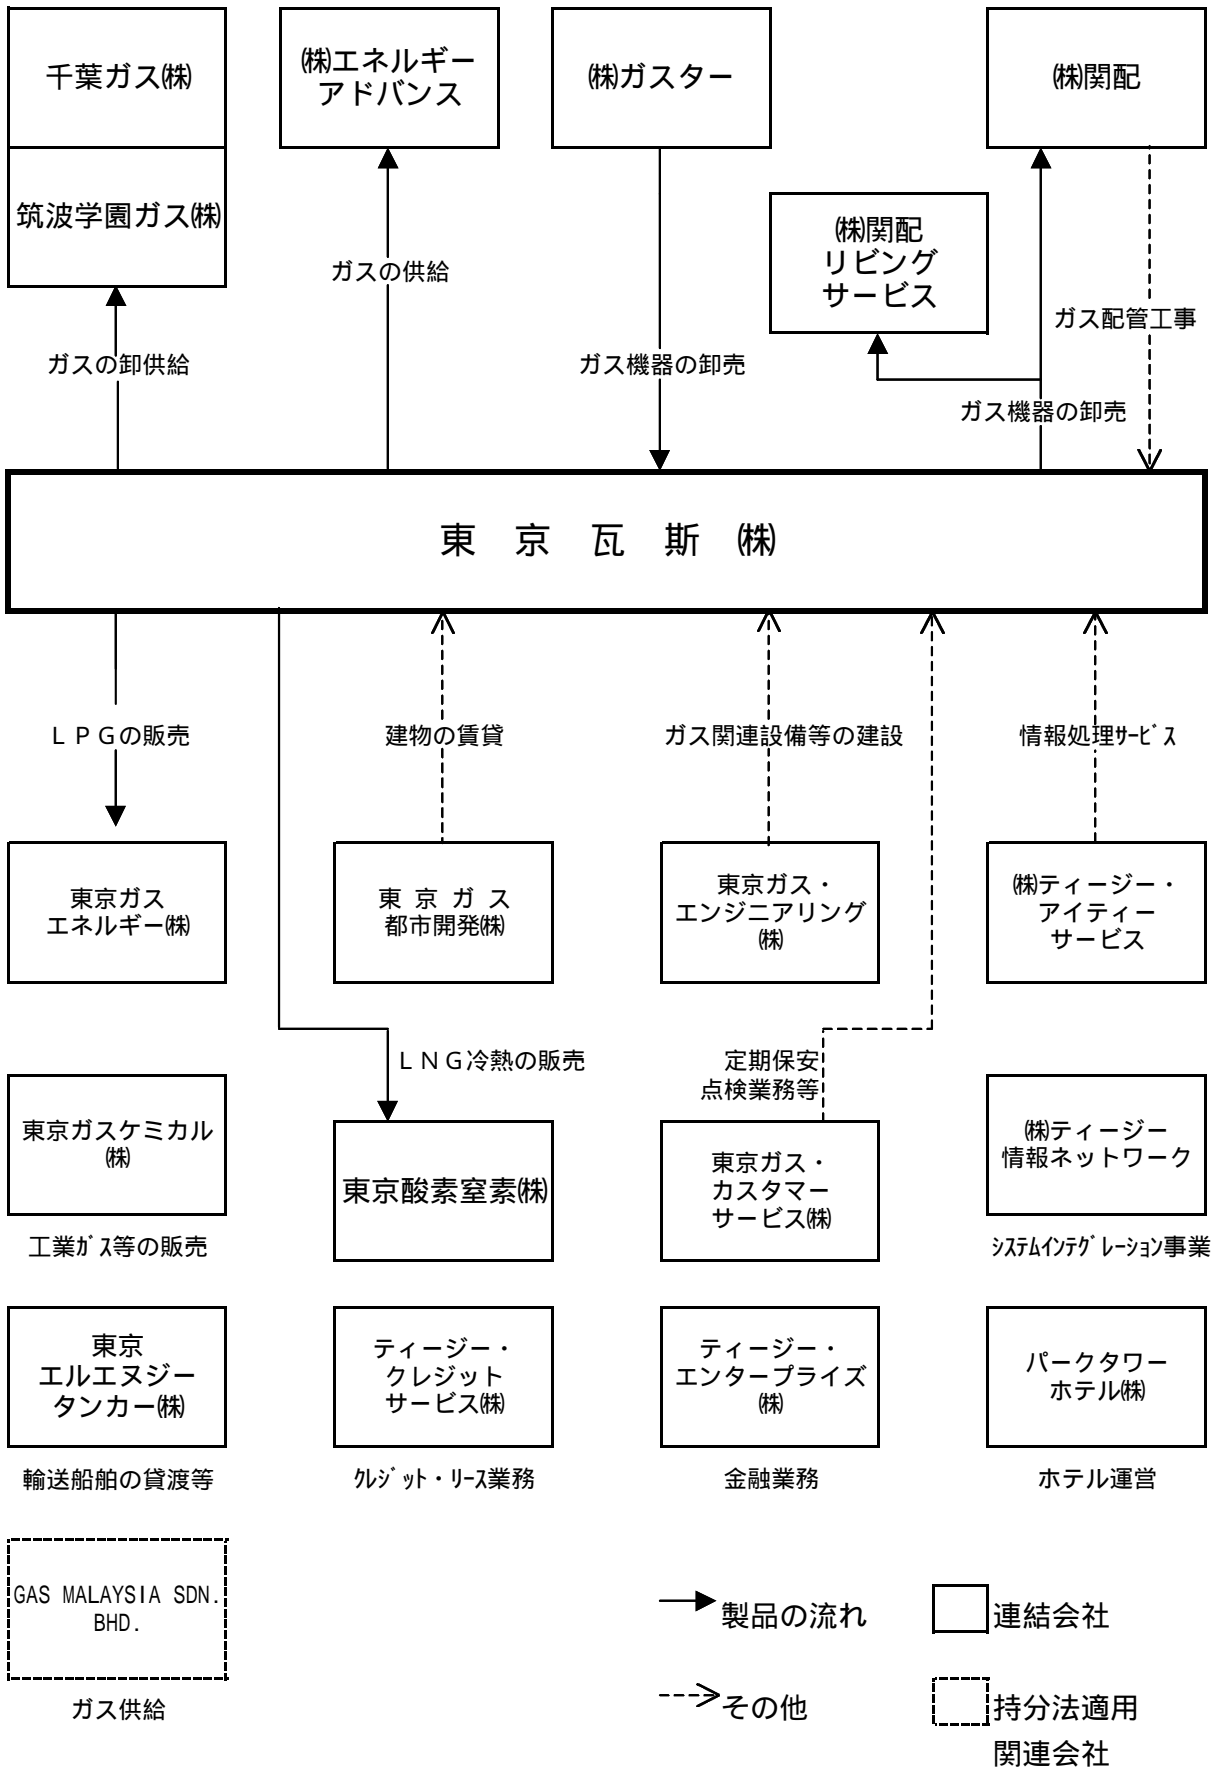 千葉ガス㈱
㈱エネルギー
アドバンス
㈱ガスター
㈱関配
筑波学園ガス㈱
㈱関配
リビング
サービス
ガスの供給
ガス配管工事
ガスの卸供給
ガス機器の卸売
ガス機器の卸売
東 京 瓦 斯 ㈱
ＬＰＧの販売
建物の賃貸
ガス関連設備等の建設
情報処理ｻｰﾋﾞｽ
東京ガス
エネルギー㈱
東 京 ガ ス
都市開発㈱
東京ガス・
エンジニアリング
㈱
㈱ティージー・
アイティー
サービス
ＬＮＧ冷熱の販売
定期保安
点検業務等
東京ガスケミカル
㈱
東京酸素窒素㈱
東京ガス・
カスタマー
サービス㈱
㈱ティージー
情報ネットワーク
工業ｶﾞｽ等の販売
ｼｽﾃﾑｲﾝﾃｸﾞﾚｰｼｮﾝ事業
東京
エルエヌジー
タンカー㈱
ティージー・
クレジット
サービス㈱
ティージー・
エンタープライズ
㈱
パークタワー
ホテル㈱
輸送船舶の貸渡等
ｸﾚｼﾞｯﾄ・ﾘｰｽ業務
金融業務
ホテル運営
GAS MALAYSIA SDN.
BHD.
ガス供給
製品の流れ
連結会社
その他
持分法適用
関連会社